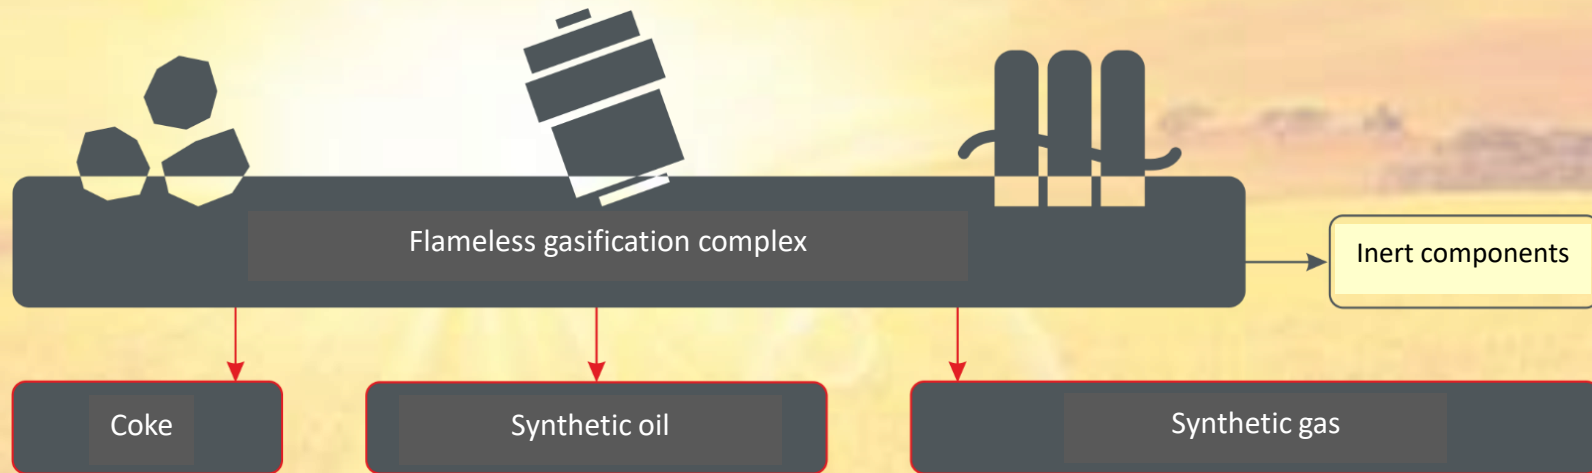 Flameless gasification complex
Inert components
Coke
Synthetic oil
Synthetic gas